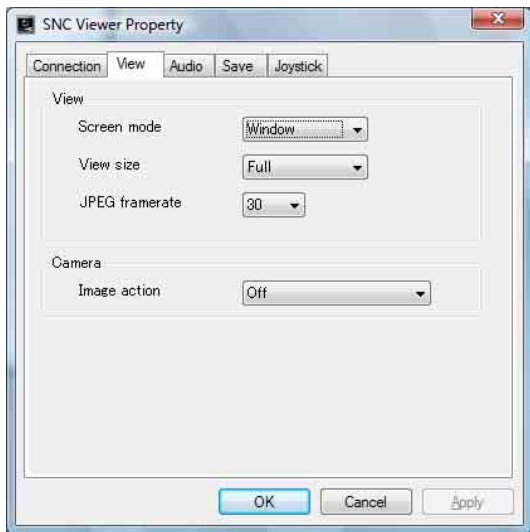 SNC Viewer Property
Connection View Audio Save Joystick
View
Screen mode Window
View size Full
JPEG framerate 30
Camera
Image action Off
OK Cancel Apply